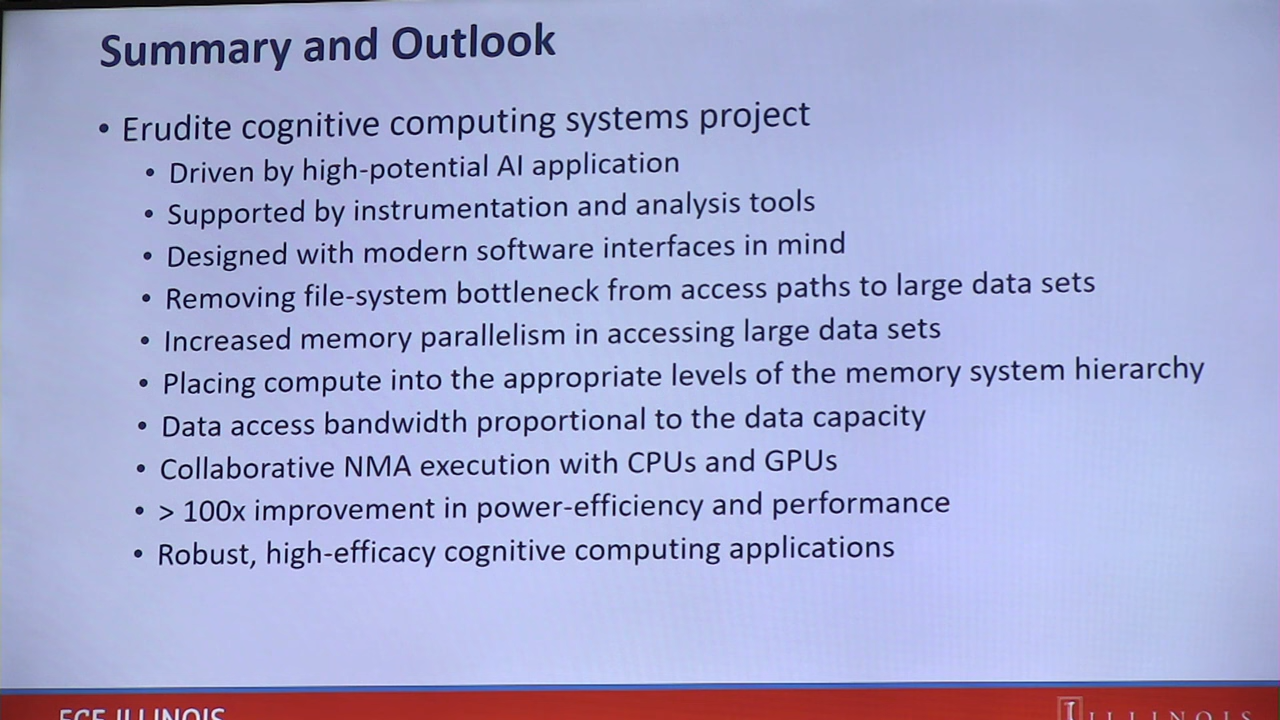 Summary and Outlook
• Erudite cognitive computing systems project
• Driven by high-potential AI application
• Supported by instrumentation and analysis tools
• Designed with modern software interfaces in mind
• Removing file-system bottleneck from access paths to large data sets
• Increased memory parallelism in accessing large data sets
• Placing compute into the appropriate levels of the memory system hierarchy
• Data access bandwidth proportional to the data capacity
• Collaborative NMA execution with CPUs and GPUs
• > 100x improvement in power-efficiency and performance
• Robust, high-efficacy cognitive computing applications
ECE ILLINOIS
I ILLINOIS